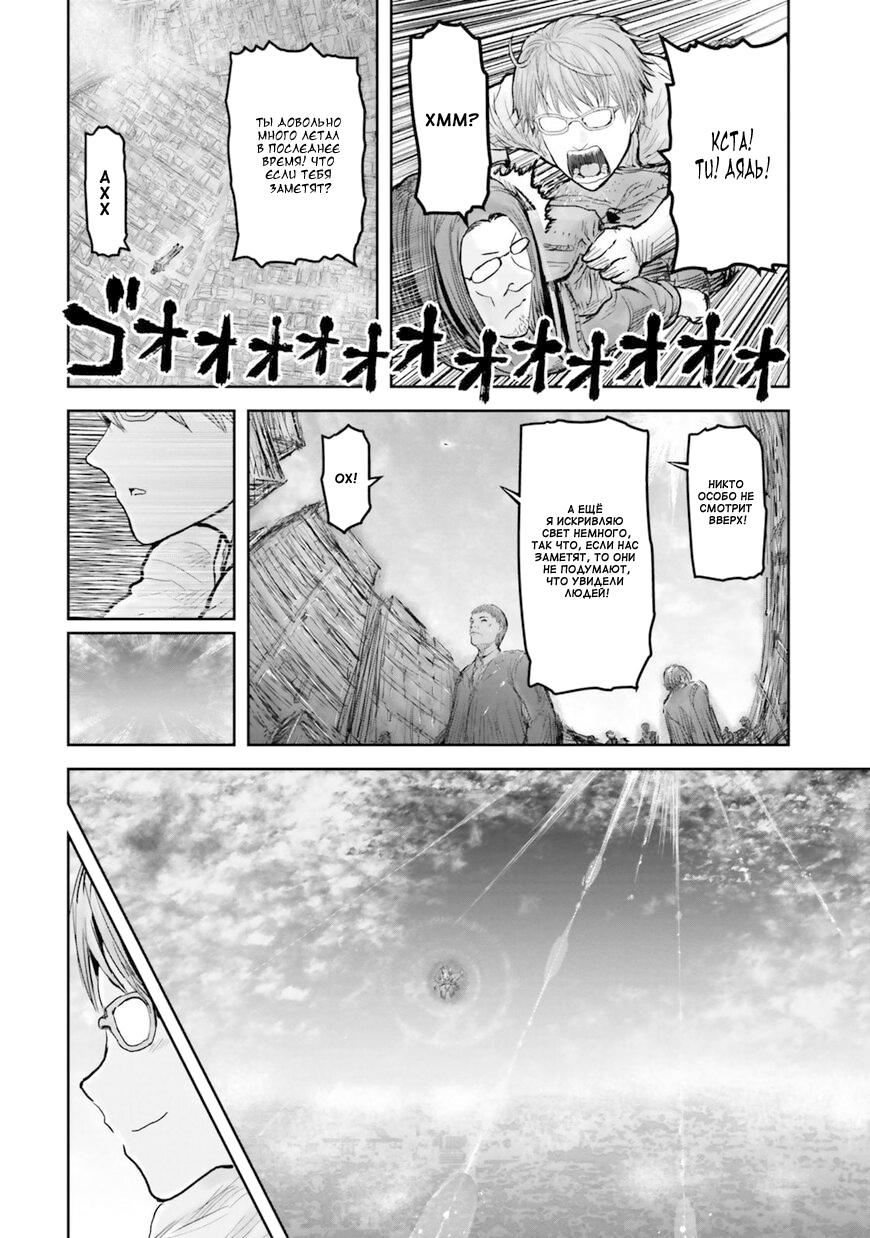 КСТА!
ТИ! АЯДЬ!
ХММ?
ТЫ ДОВОЛЬНО
МНОГО ЛЕТАЛ
В ПОСЛЕДНЕЕ
ВРЕМЯ! ЧТО
ЕСЛИ ТЕБЯ
ЗАМЕТЯТ?
А
Х
Х
ゴオオオオオオオオオオオオオオ
НИКТО
ОСОБО НЕ
СМОТРИТ
ВВЕРХ!
А ЕЩЁ
Я ИСКРИВЛЯЮ
СВЕТ НЕМНОГО,
ТАК ЧТО, ЕСЛИ НАС
ЗАМЕТЯТ, ТО ОНИ
НЕ ПОДУМАЮТ,
ЧТО УВИДЕЛИ
ЛЮДЕЙ!
ОХ!